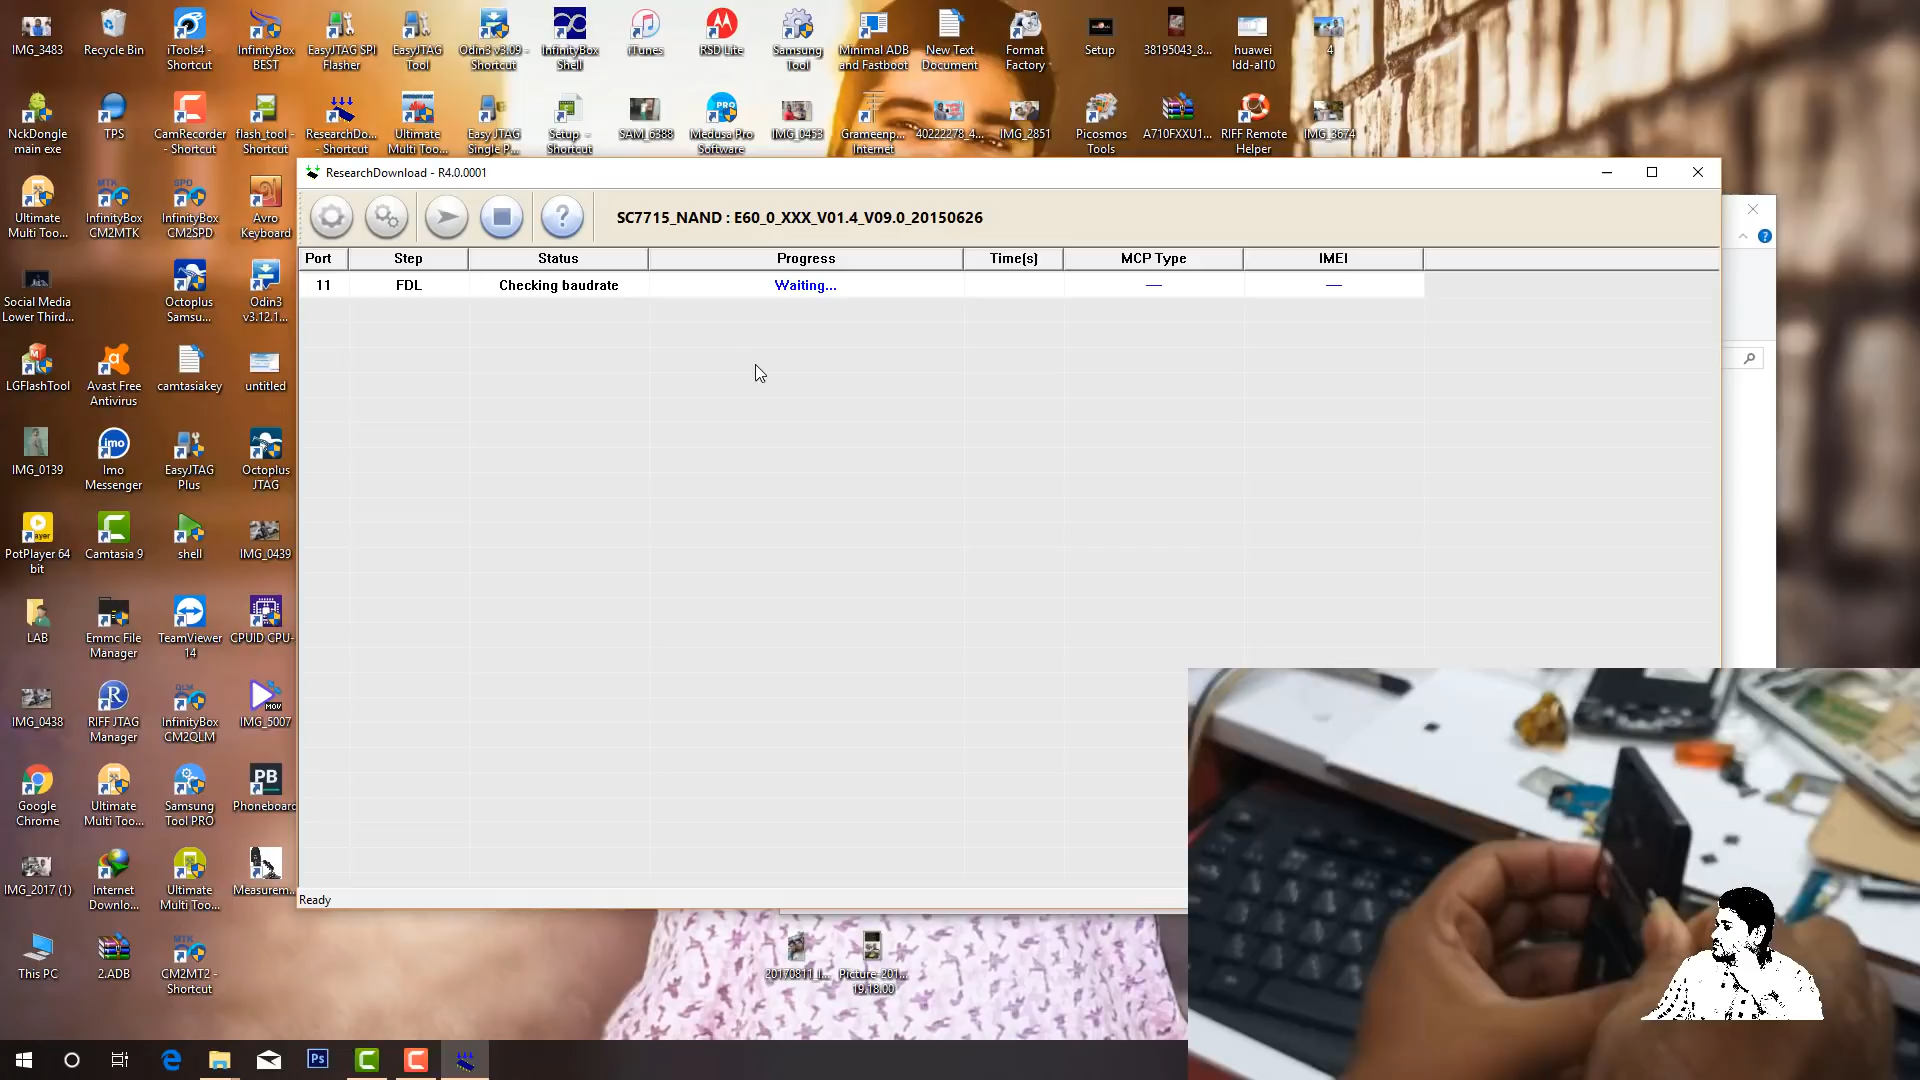 IMG_3483
Recycle Bin
iTools4 -
Shortcut
InfinityBox
BEST
EasyJTAG SPI
Flasher
EasyJTAG
Tool
Odin3 v3.09 -
Shortcut
InfinityBox
Shell
iTunes
RSD Lite
Samsung
Tool
Minimal ADB
and Fastboot
New Text
Document
Format
Factory
Setup
38195043_8...
huawei
ldd-al10
4
NckDongle
main exe
TPS
CamRecorder
- Shortcut
flash_tool -
Shortcut
ResearchDo...
- Shortcut
Ultimate
Multi Too...
Easy JTAG
Single P...
Setup -
Shortcut
SAM_6388
Medusa Pro
Software
IMG_0453
Grameenp...
Internet
40222278_4...
IMG_2851
Picosmos
Tools
A710FXXU1...
RIFF Remote
Helper
IMG_3674
ResearchDownload - R4.0.0001
SC7715_NAND : E60_0_XXX_V01.4_V09.0_20150626
Port Step Status Progress Time(s) MCP Type IMEI
11 FDL Checking baudrate Waiting... — —
Ready
Ultimate
Multi Too...
MTK
InfinityBox
CM2MTK
SPD
InfinityBox
CM2SPD
Avro
Keyboard
Social Media
Lower Third...
Octoplus
Samsu...
Odin3
v3.12.1...
LGFlashTool
Avast Free
Antivirus
camtasiakey
untitled
IMG_0139
imo
Imo
Messenger
EasyJTAG
Plus
Octoplus
JTAG
PotPlayer 64
bit
Camtasia 9
shell
IMG_0439
LAB
Emmc File
Manager
TeamViewer
14
CPUID CPU-
IMG_0438
RIFF JTAG
Manager
QLM
InfinityBox
CM2QLM
MOV
IMG_5007
Google
Chrome
Ultimate
Multi Too...
Samsung
Tool PRO
PB
Phoneboard
IMG_2017 (1)
Internet
Downlo...
Ultimate
Multi Too...
Measurem...
This PC
2.ADB
MTK
CM2MT2 -
Shortcut
20170811_I...
Picture-201...
19.18.00
Ps